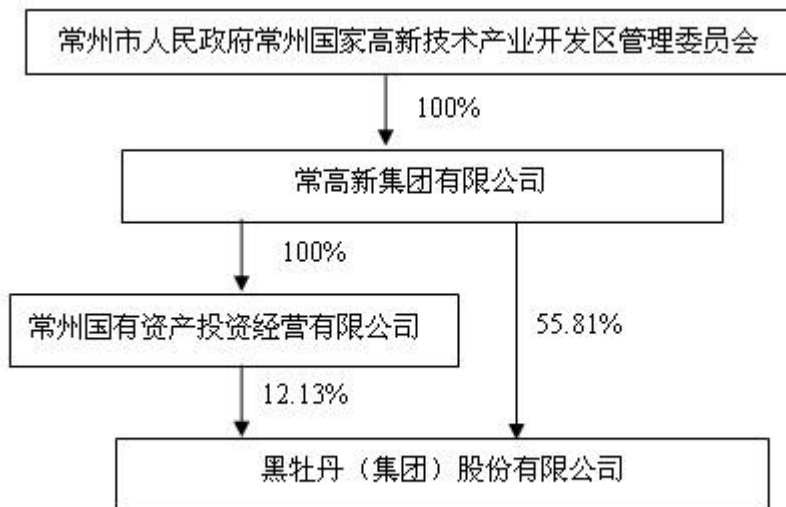 常州市人民政府常州国家高新技术产业开发区管理委员会
100%
常高新集团有限公司
100%
常州国有资产投资经营有限公司
55.81%
12.13%
黑牡丹（集团）股份有限公司